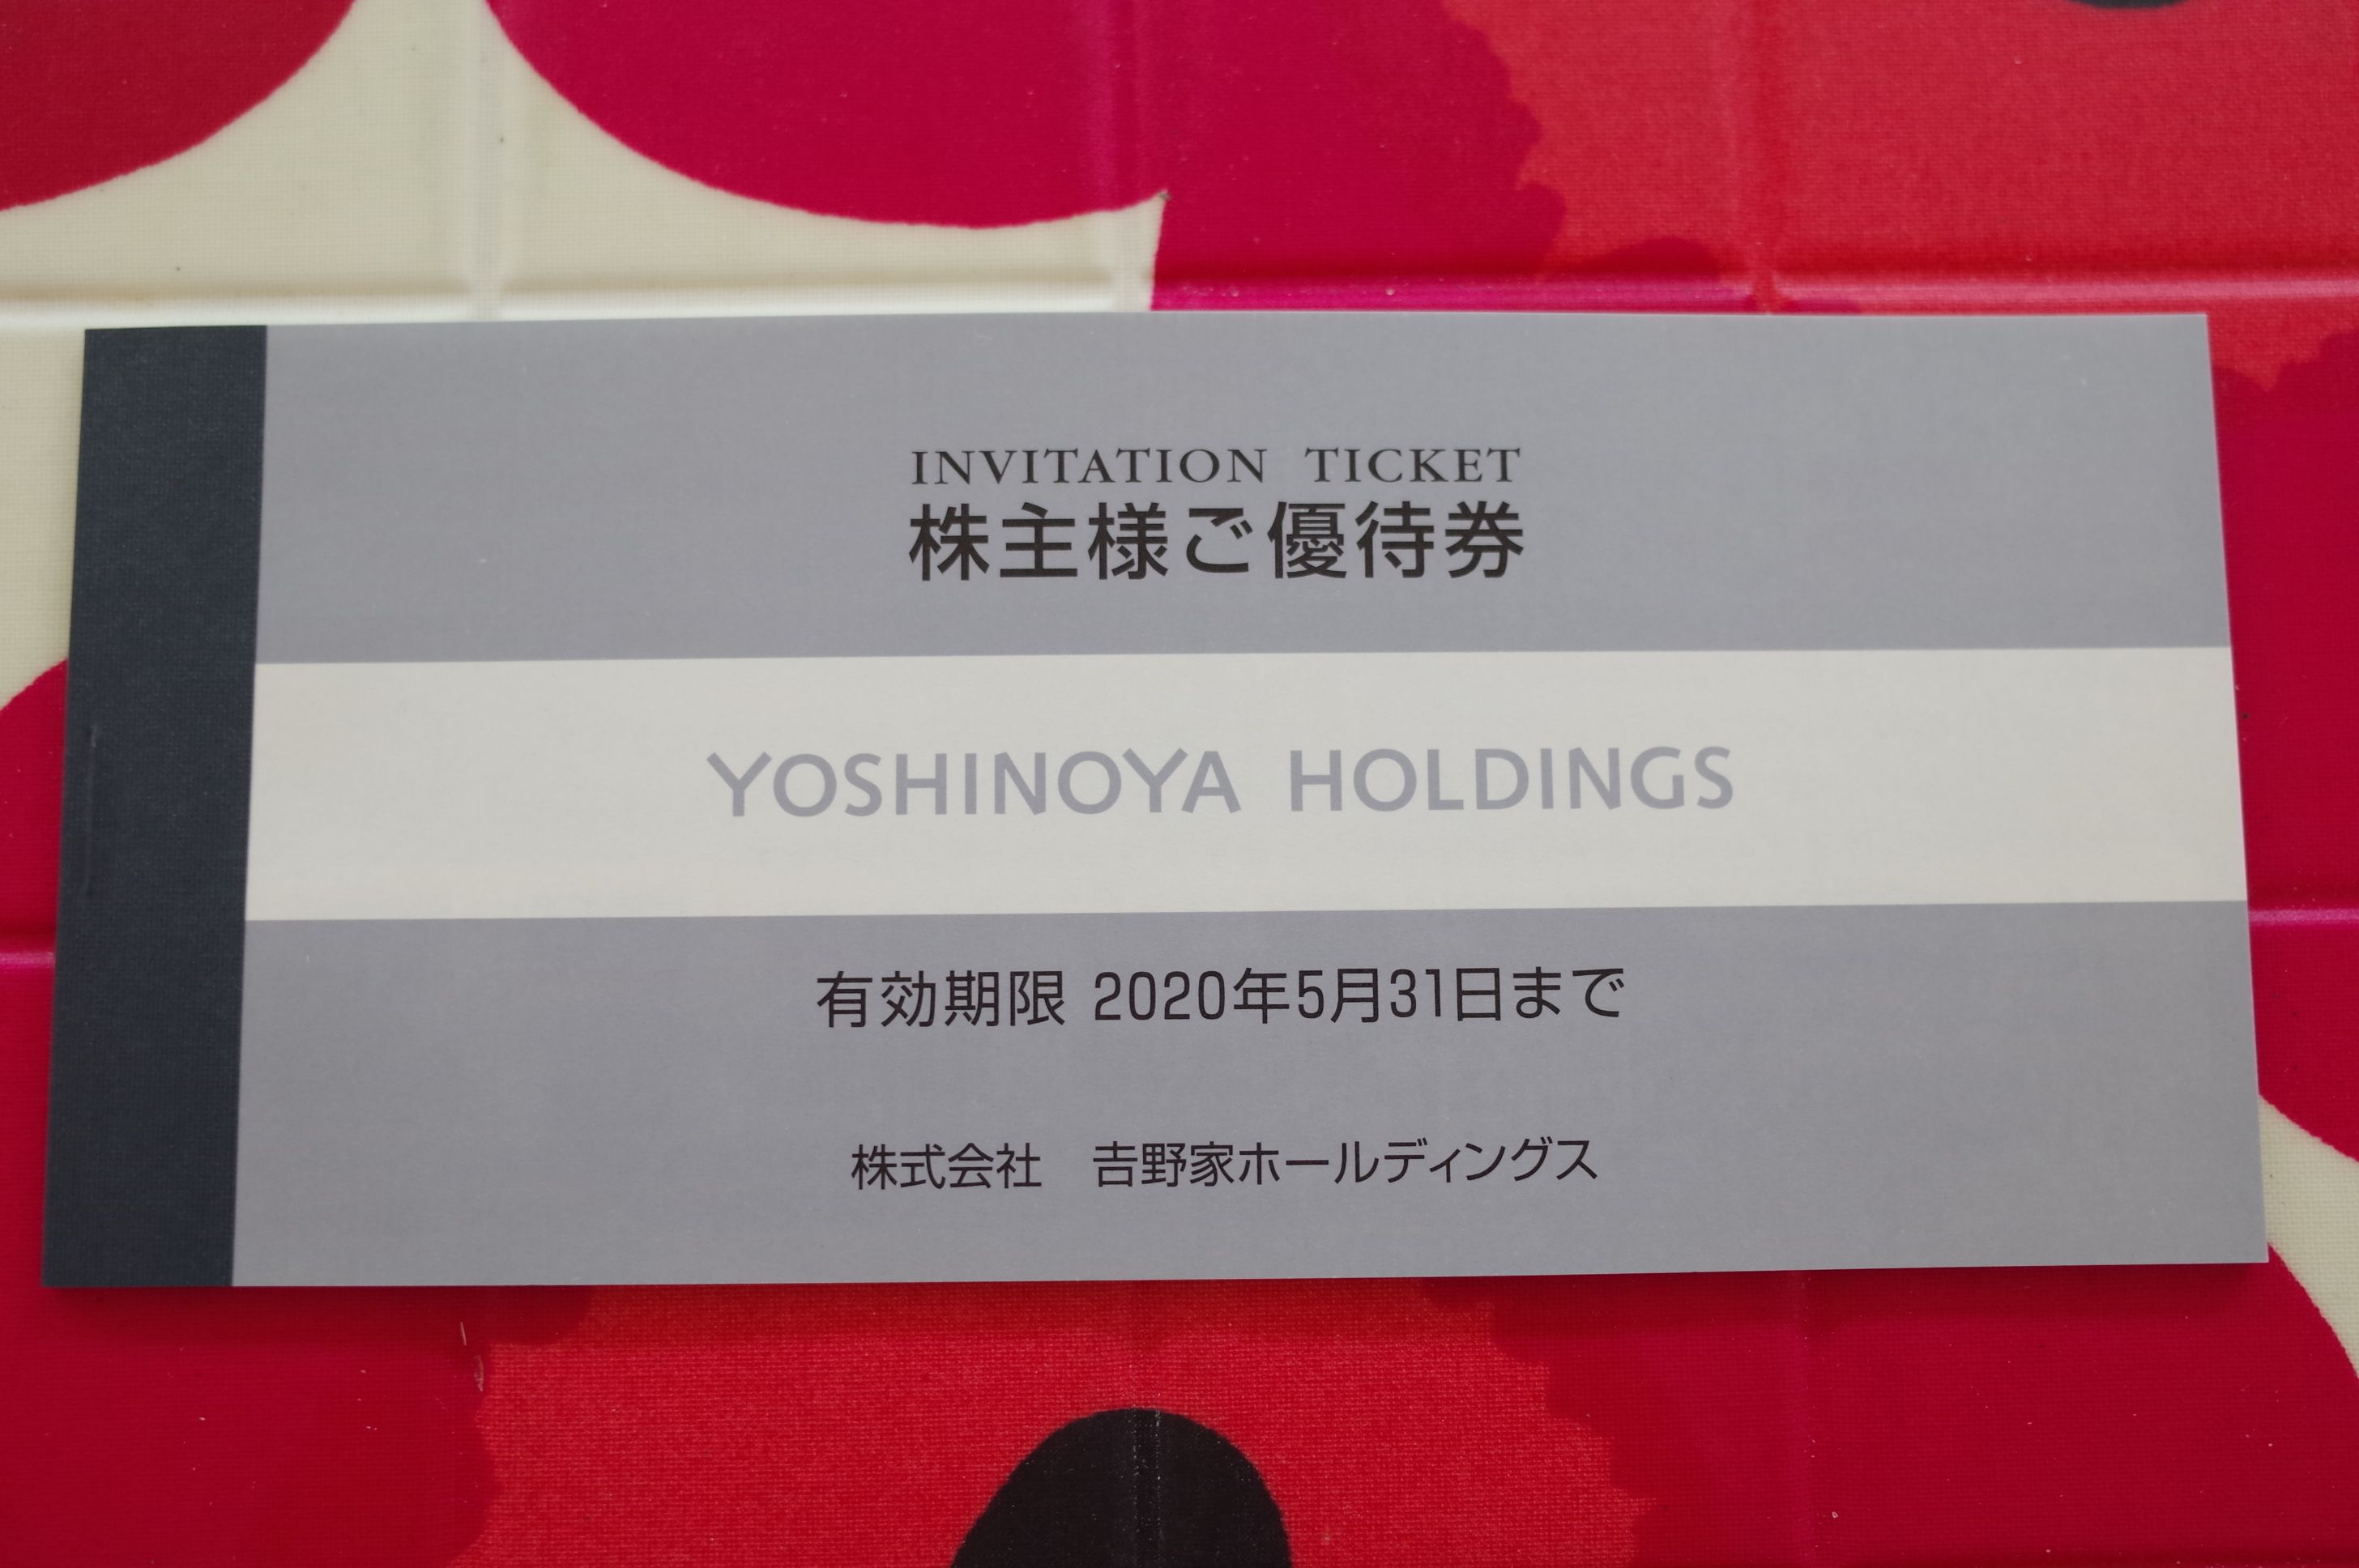 INVITATION TICKET
株主様ご優待券
YOSHINOYA HOLDINGS
有効期限 2020年5月31日まで
株式会社　𠮷野家ホールディングス